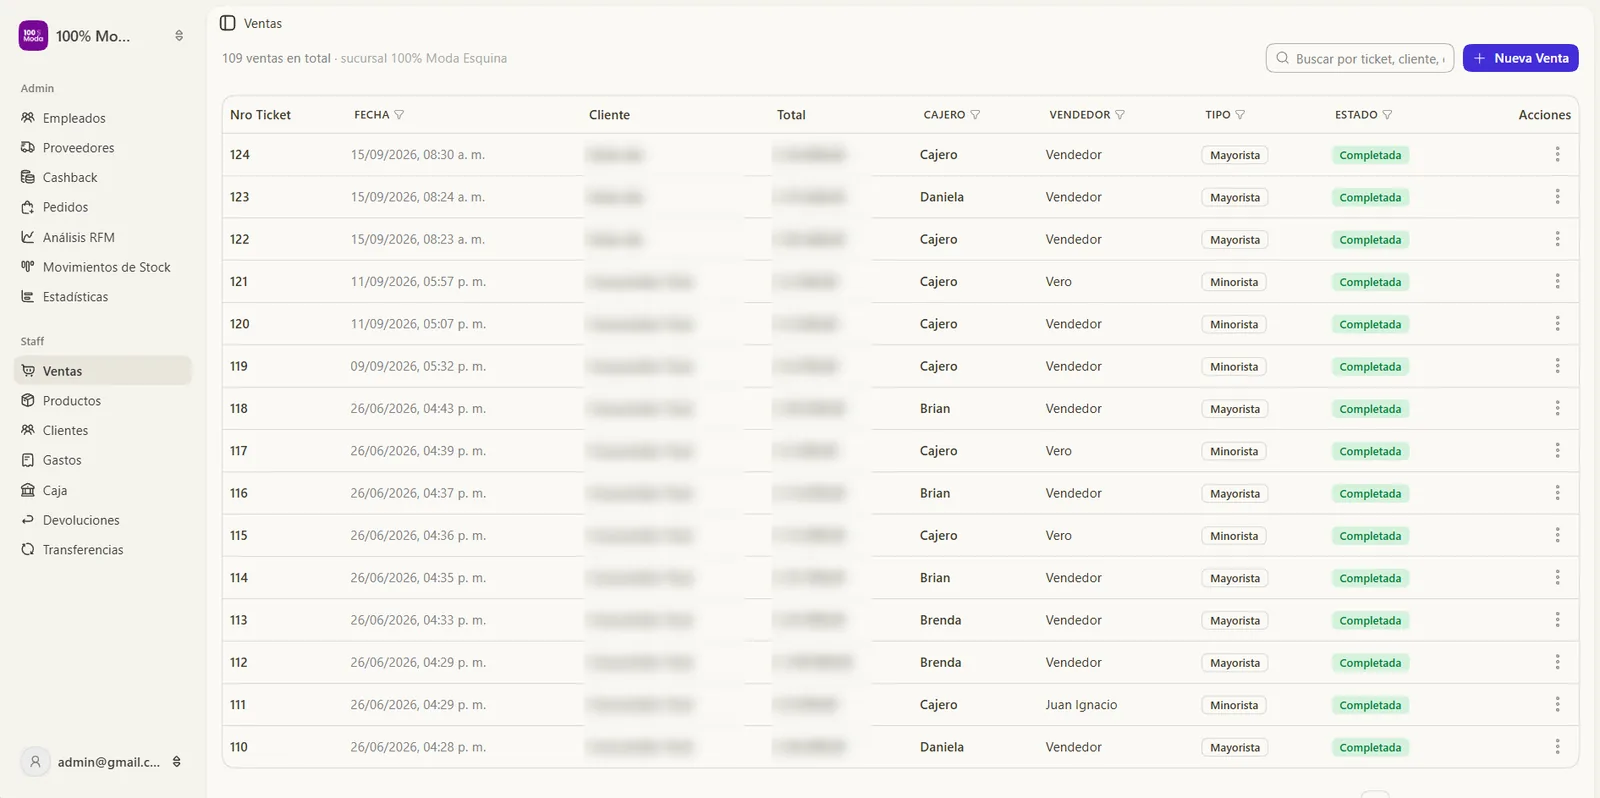 100% Moda
100% Mo...
Admin
Empleados
Proveedores
Cashback
Pedidos
Análisis RFM
Movimientos de Stock
Estadísticas
Staff
Ventas
Productos
Clientes
Gastos
Caja
Devoluciones
Transferencias
admin@gmail.c...
Ventas
109 ventas en total · sucursal 100% Moda Esquina
Buscar por ticket, cliente,
+ Nueva Venta
Nro Ticket FECHA Cliente Total CAJERO VENDEDOR TIPO ESTADO Acciones
124 15/09/2026, 08:30 a. m. Cajero Vendedor Mayorista Completada
123 15/09/2026, 08:24 a. m. Daniela Vendedor Mayorista Completada
122 15/09/2026, 08:23 a. m. Cajero Vendedor Mayorista Completada
121 11/09/2026, 05:57 p. m. Cajero Vero Minorista Completada
120 11/09/2026, 05:07 p. m. Cajero Vendedor Minorista Completada
119 09/09/2026, 05:32 p. m. Cajero Vendedor Minorista Completada
118 26/06/2026, 04:43 p. m. Brian Vendedor Mayorista Completada
117 26/06/2026, 04:39 p. m. Cajero Vero Minorista Completada
116 26/06/2026, 04:37 p. m. Brian Vendedor Mayorista Completada
115 26/06/2026, 04:36 p. m. Cajero Vero Minorista Completada
114 26/06/2026, 04:35 p. m. Brian Vendedor Mayorista Completada
113 26/06/2026, 04:33 p. m. Brenda Vendedor Mayorista Completada
112 26/06/2026, 04:29 p. m. Brenda Vendedor Mayorista Completada
111 26/06/2026, 04:29 p. m. Cajero Juan Ignacio Minorista Completada
110 26/06/2026, 04:28 p. m. Daniela Vendedor Mayorista Completada